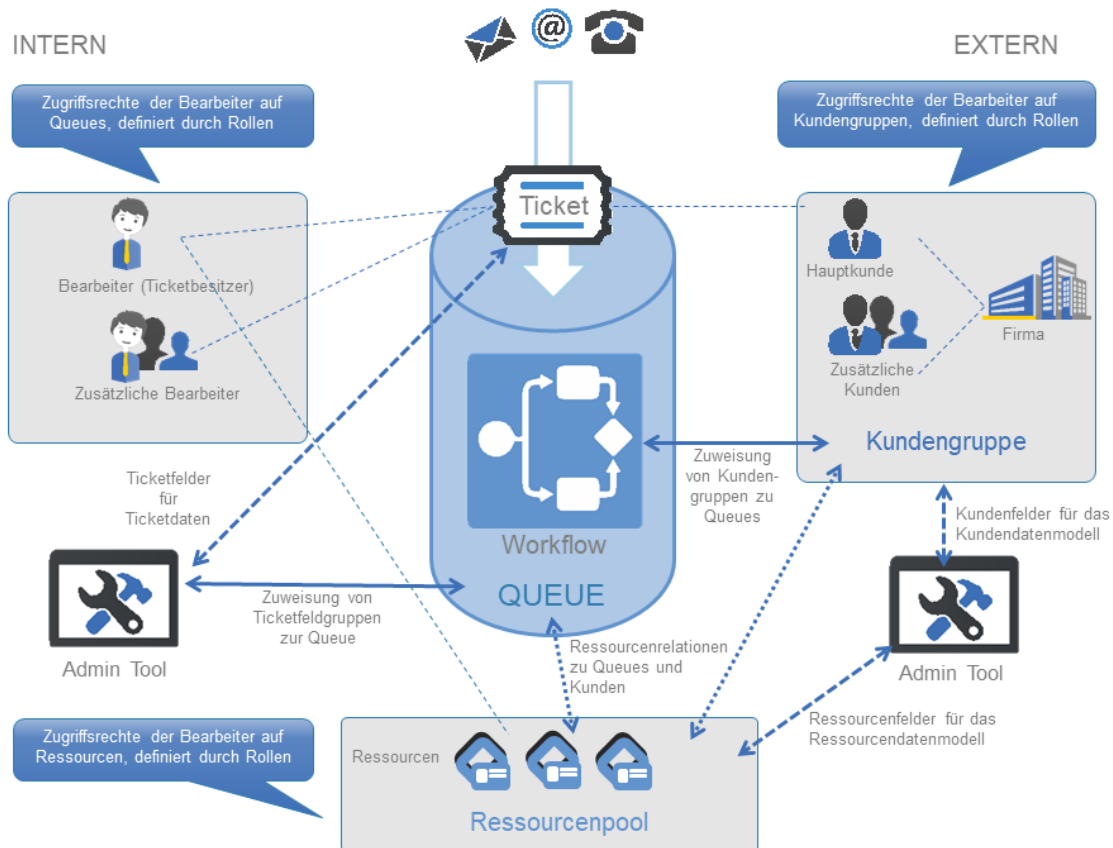 INTERN
@
EXTERN
Zugriffsrechte der Bearbeiter auf
Queues, definiert durch Rollen
Zugriffsrechte der Bearbeiter auf
Kundengruppen, definiert durch Rollen
Ticket
Bearbeiter (Ticketbesitzer)
Zusätzliche Bearbeiter
Hauptkunde
Firma
Zusätzliche
Kunden
Kundengruppe
Zuweisung
von Kunden-
gruppen zu
Queues
Ticketfelder
für
Ticketdaten
Workflow
QUEUE
Kundenfelder für das
Kundendatenmodell
Zuweisung von
Ticketfeldgruppen
zur Queue
Admin Tool
Ressourcenrelationen
zu Queues und
Kunden
Admin Tool
Ressourcenfelder für das
Ressourcendatenmodell
Zugriffsrechte der Bearbeiter auf
Ressourcen, definiert durch Rollen
Ressourcen
Ressourcenpool